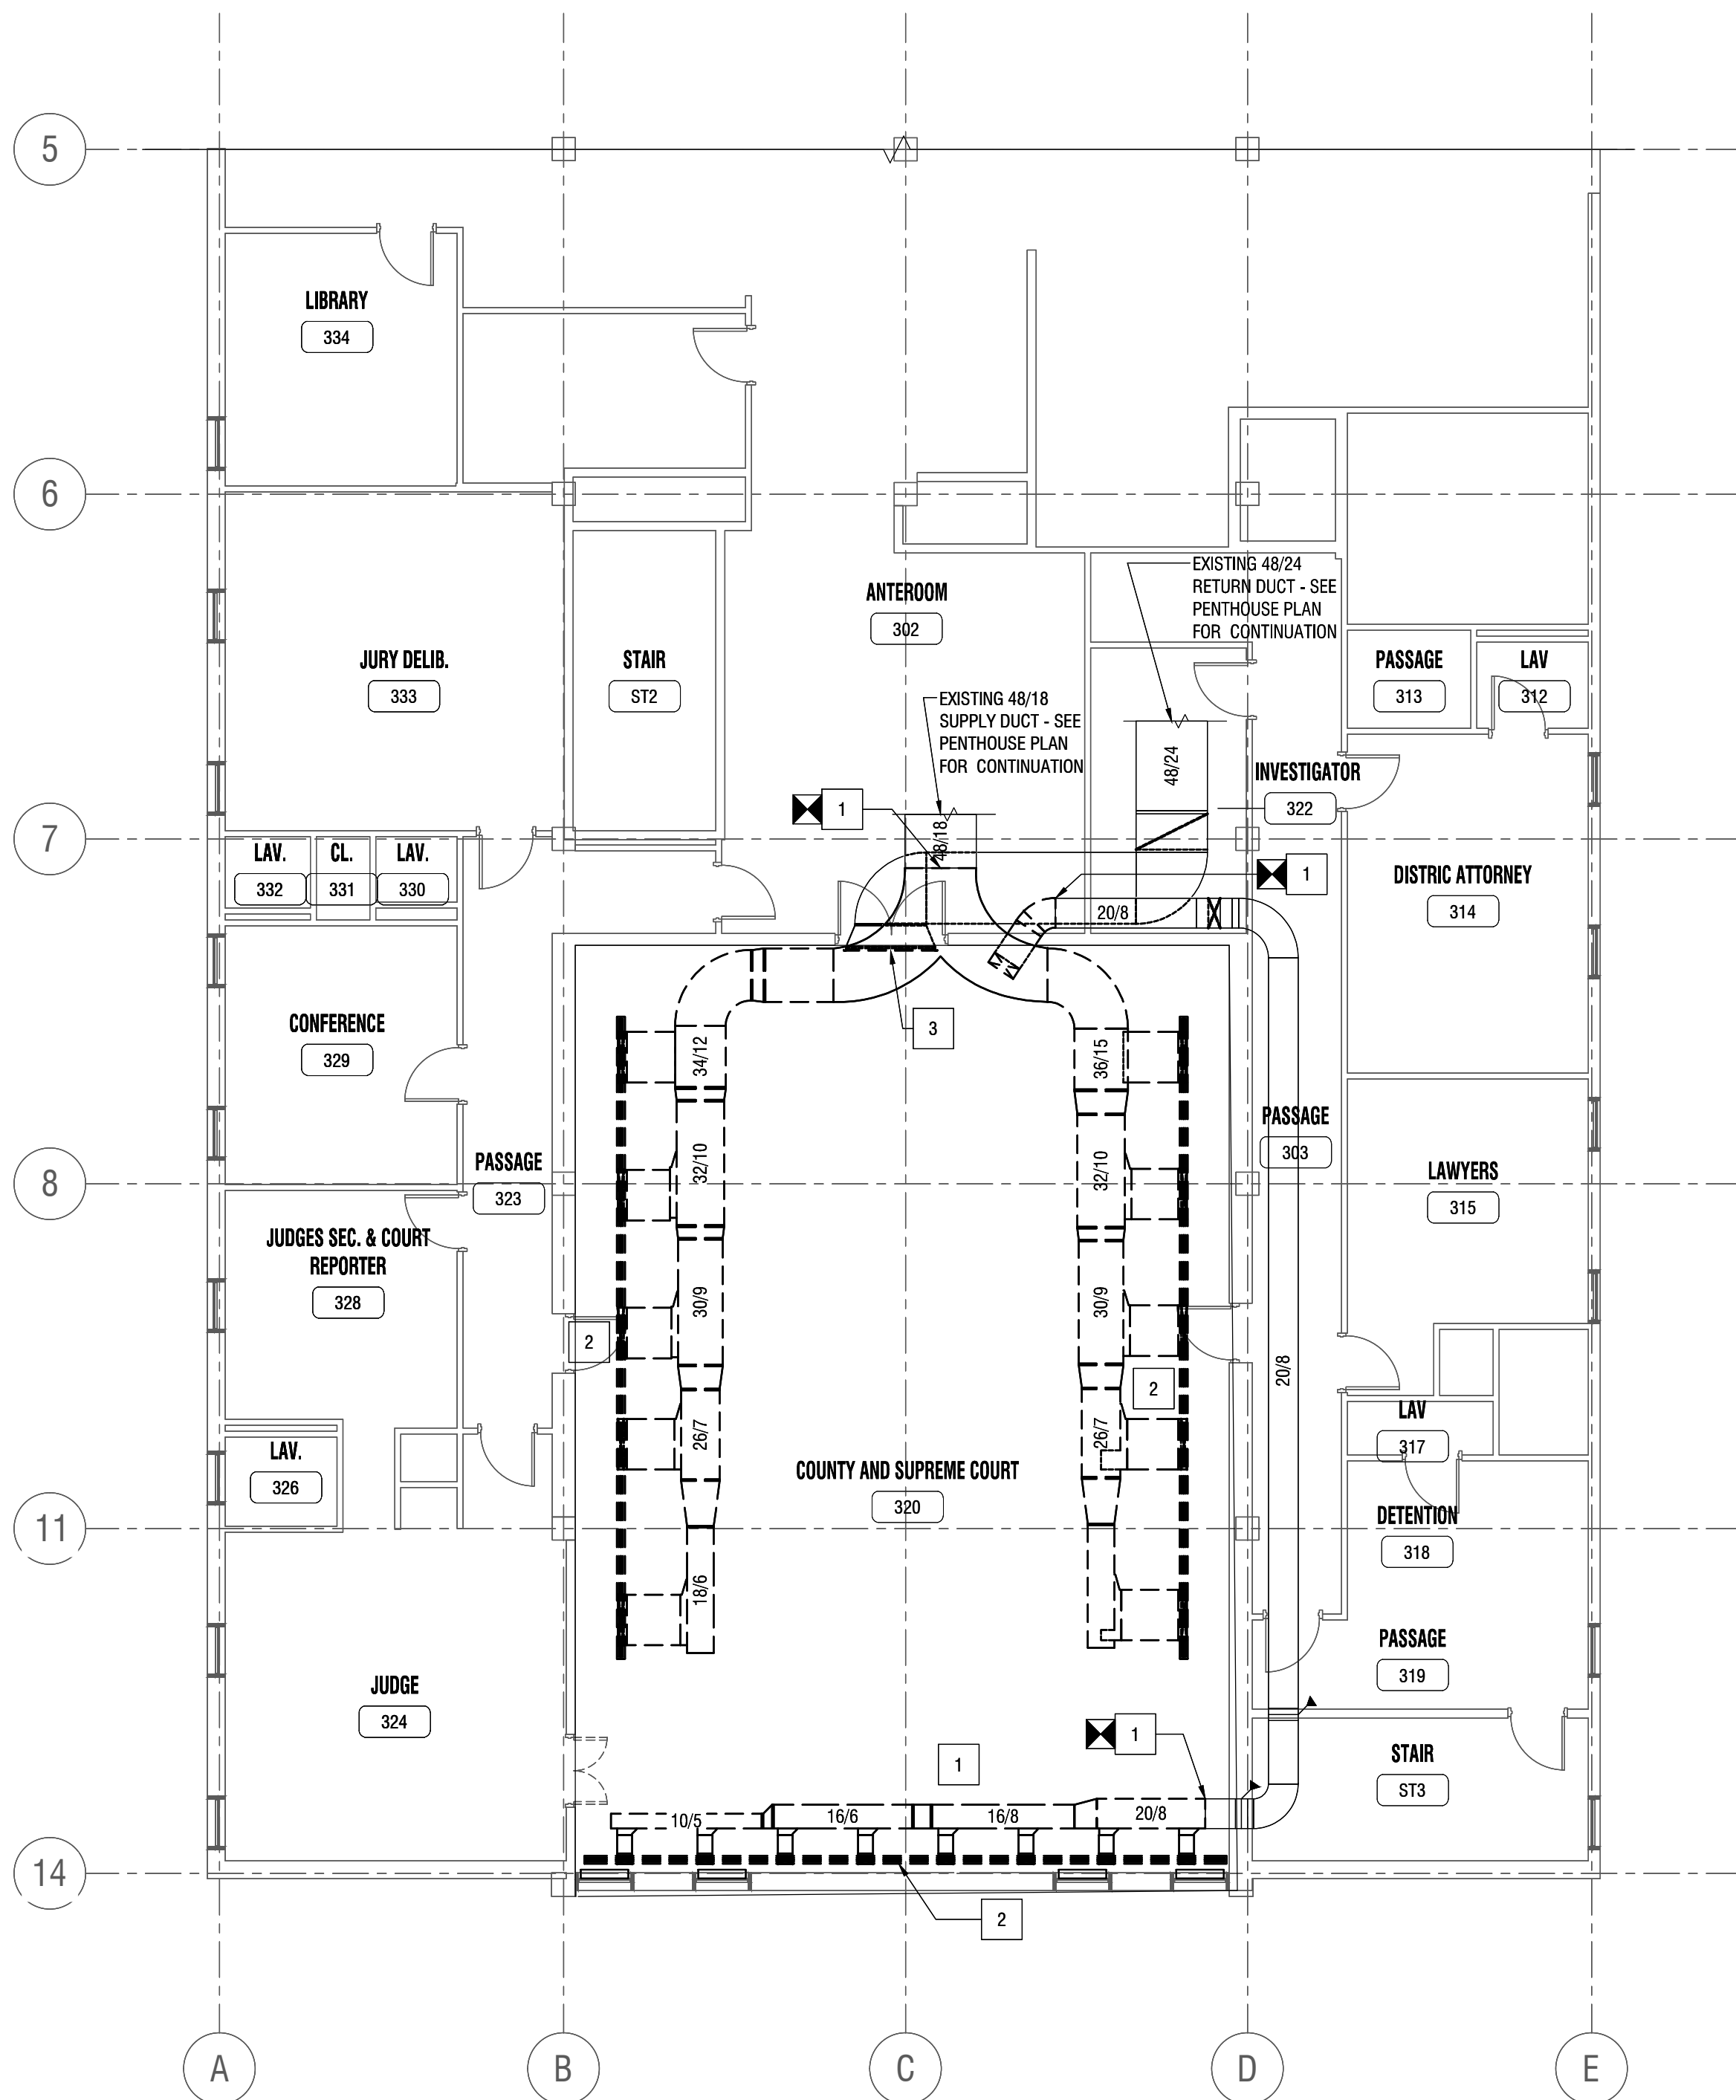 5
LIBRARY
334
6
EXISTING 48/24
RETURN DUCT - SEE
PENTHOUSE PLAN
FOR CONTINUATION
ANTEROOM
302
JURY DELIB.
333
STAIR
ST2
PASSAGE
313
LAV
312
EXISTING 48/18
SUPPLY DUCT - SEE
PENTHOUSE PLAN
FOR CONTINUATION
48/24
INVESTIGATOR
322
1
7
48/18
LAV.
332
CL.
331
LAV.
330
1
DISTRIC ATTORNEY
314
20/8
CONFERENCE
329
3
34/12
36/15
PASSAGE
303
8
PASSAGE
323
32/10
32/10
LAWYERS
315
JUDGES SEC. & COURT
REPORTER
328
30/9
30/9
2
2
20/8
LAV
317
26/7
26/7
LAV.
326
COUNTY AND SUPREME COURT
320
11
DETENTION
318
18/6
PASSAGE
319
JUDGE
324
1
1
STAIR
ST3
10/5
16/6
16/8
20/8
14
2
A
B
C
D
E